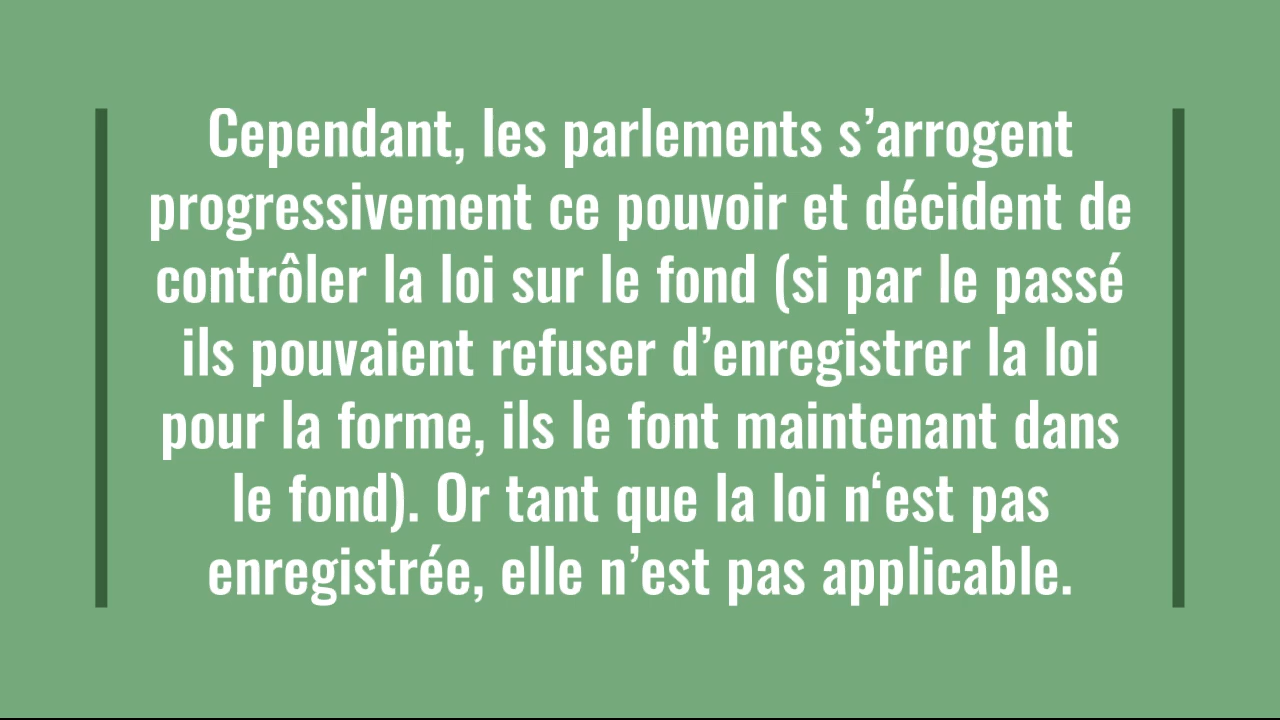 Cependant, les parlements s’arrogent
progressivement ce pouvoir et décident de
contrôler la loi sur le fond (si par le passé
ils pouvaient refuser d’enregistrer la loi
pour la forme, ils le font maintenant dans
le fond). Or tant que la loi n‘est pas
enregistrée, elle n’est pas applicable.